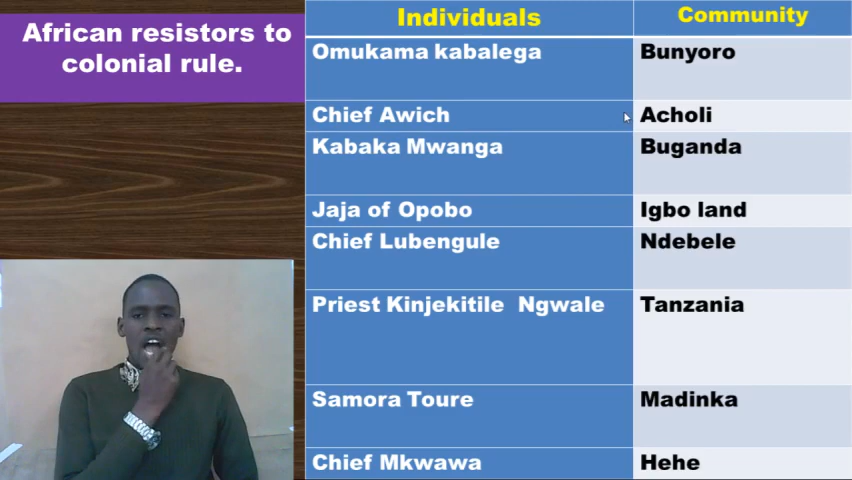 African resistors to
colonial rule.
Individuals
Community
Omukama kabalega
Bunyoro
Chief Awich
Acholi
Kabaka Mwanga
Buganda
Jaja of Opobo
Igbo land
Chief Lubengule
Ndebele
Priest Kinjekitile Ngwale
Tanzania
Samora Toure
Madinka
Chief Mkwawa
Hehe